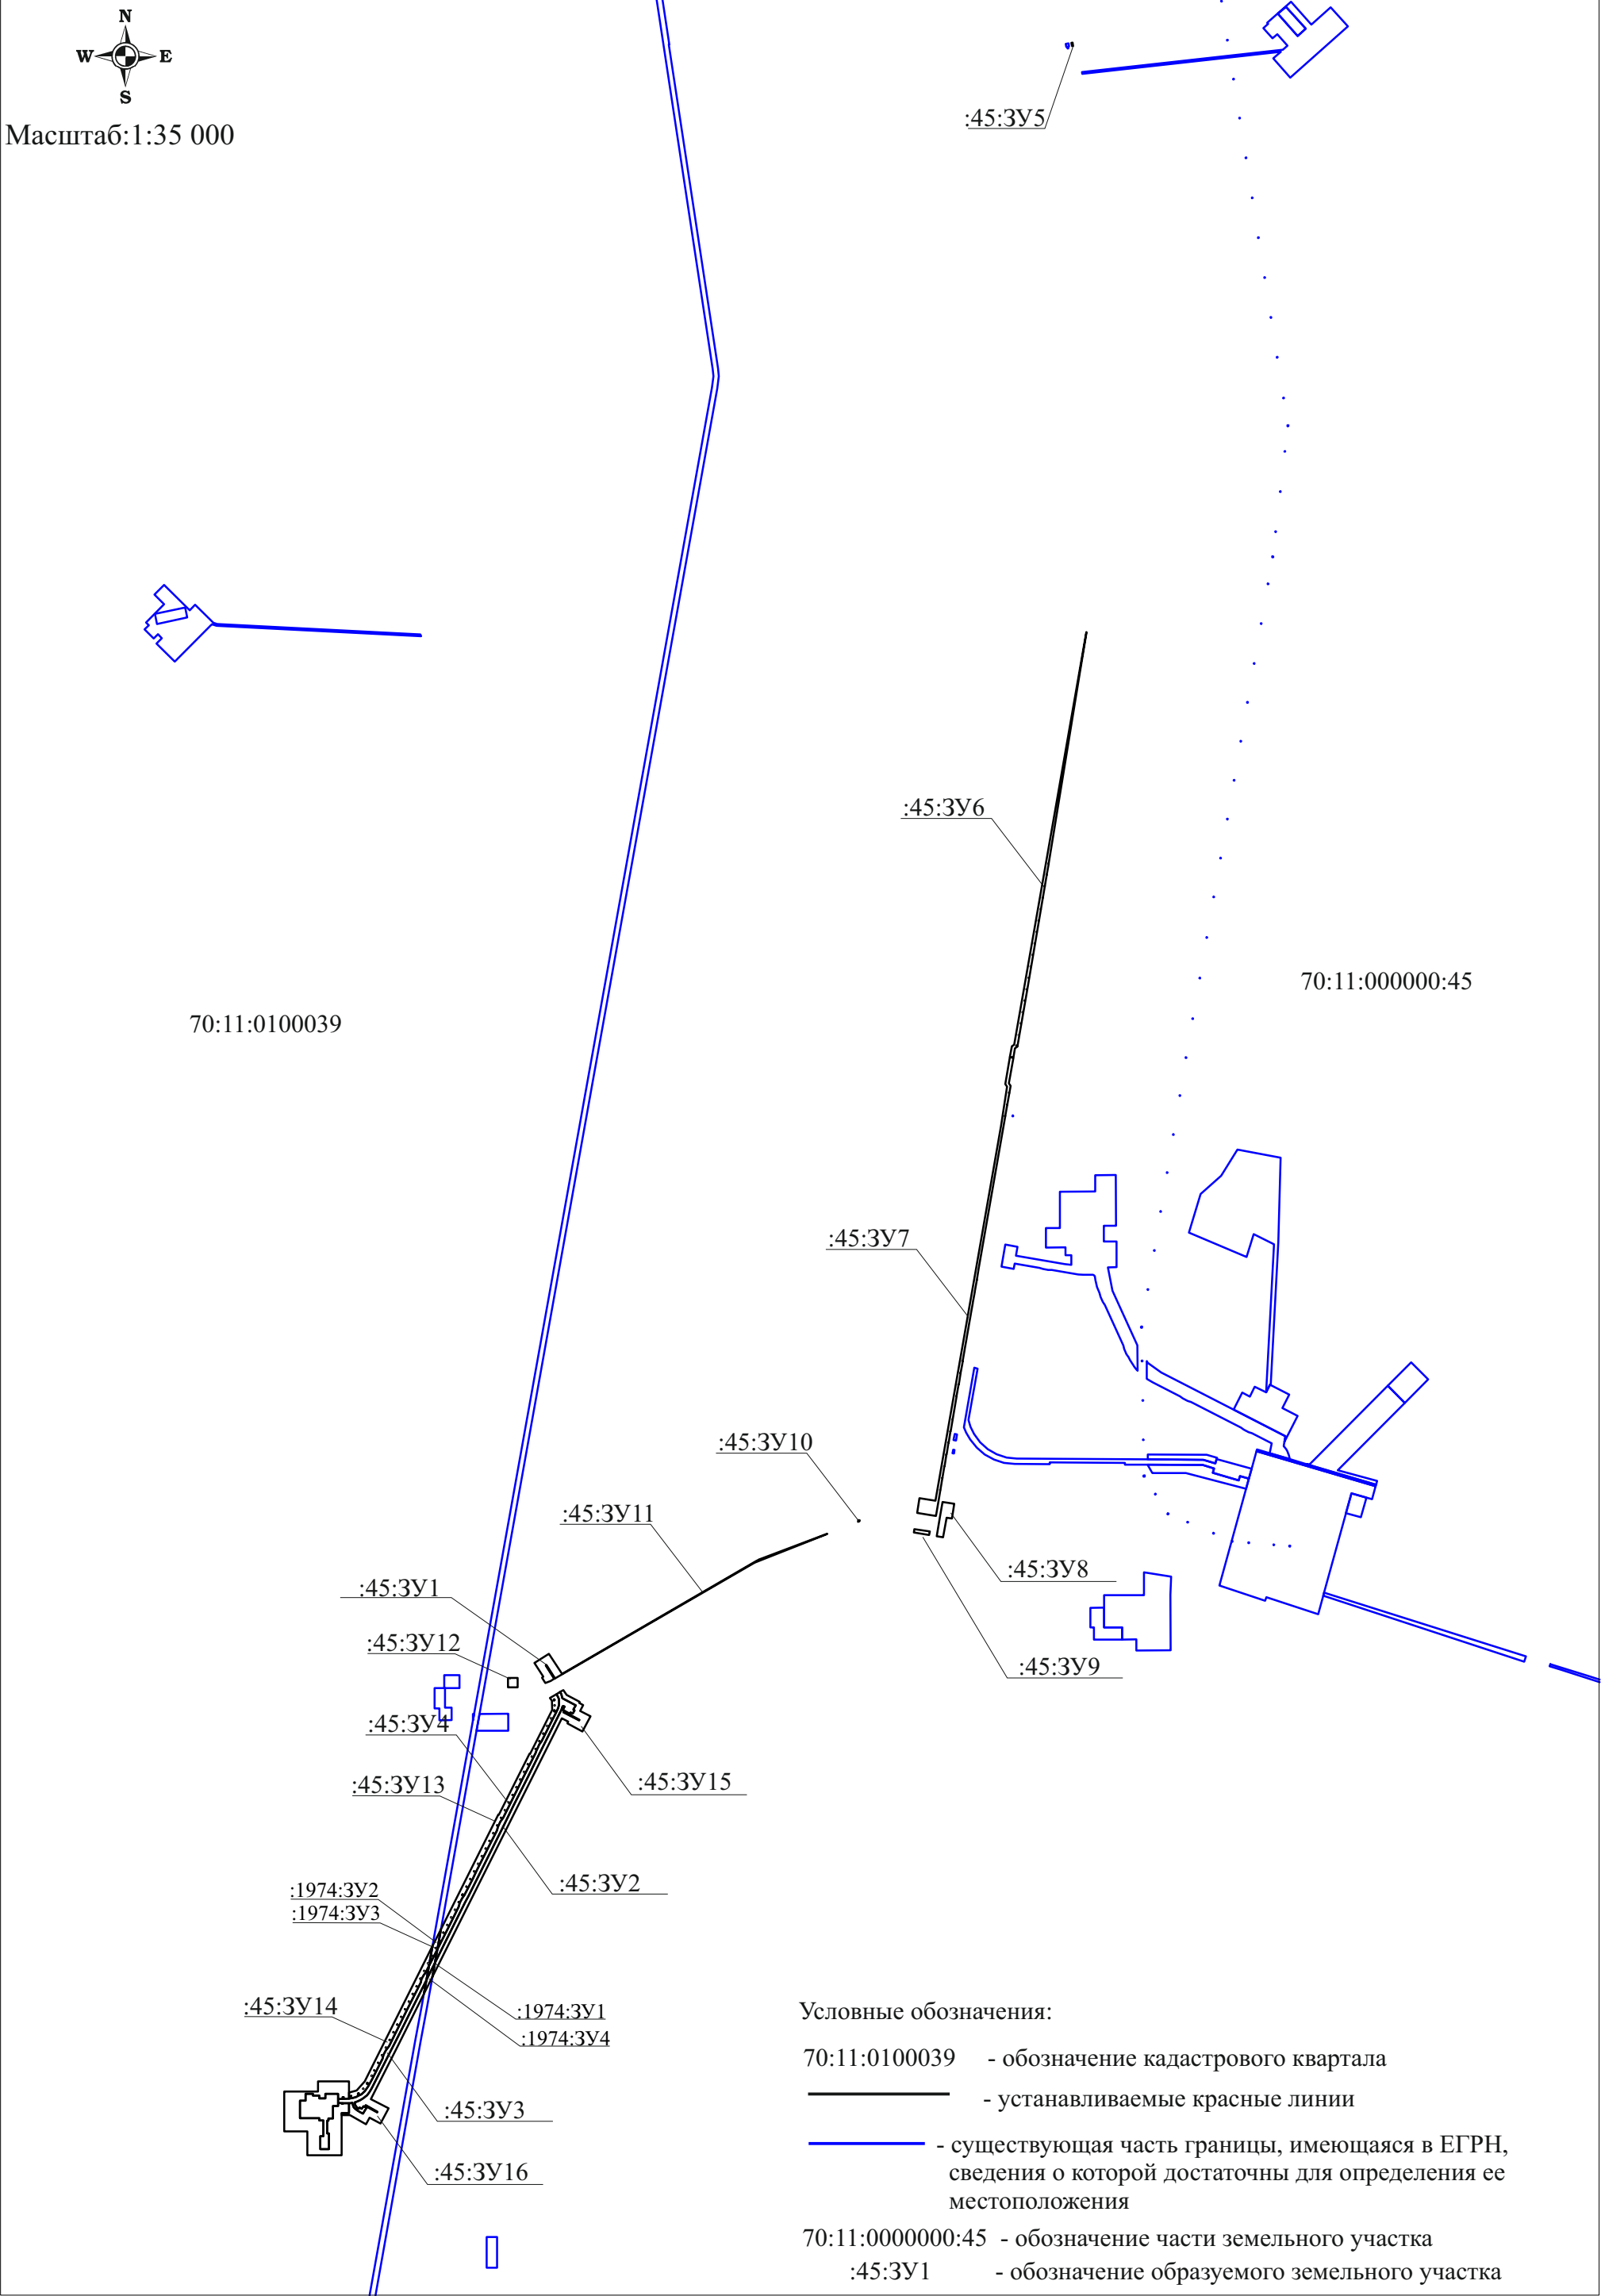 N
W E
S
Масштаб:1:35 000
:45:ЗУ5
:45:ЗУ6
70:11:000000:45
70:11:0100039
:45:ЗУ7
:45:ЗУ10
:45:ЗУ11
:45:ЗУ8
:45:ЗУ1
:45:ЗУ12
:45:ЗУ9
:45:ЗУ4
:45:ЗУ15
:45:ЗУ13
:45:ЗУ2
:1974:ЗУ2
:1974:ЗУ3
:45:ЗУ14
:1974:ЗУ1
:1974:ЗУ4
:45:ЗУ3
:45:ЗУ16
Условные обозначения:
70:11:0100039 - обозначение кадастрового квартала
- устанавливаемые красные линии
- существующая часть границы, имеющаяся в ЕГРН,
сведения о которой достаточны для определения ее
местоположения
70:11:0000000:45 - обозначение части земельного участка
:45:ЗУ1 - обозначение образуемого земельного участка